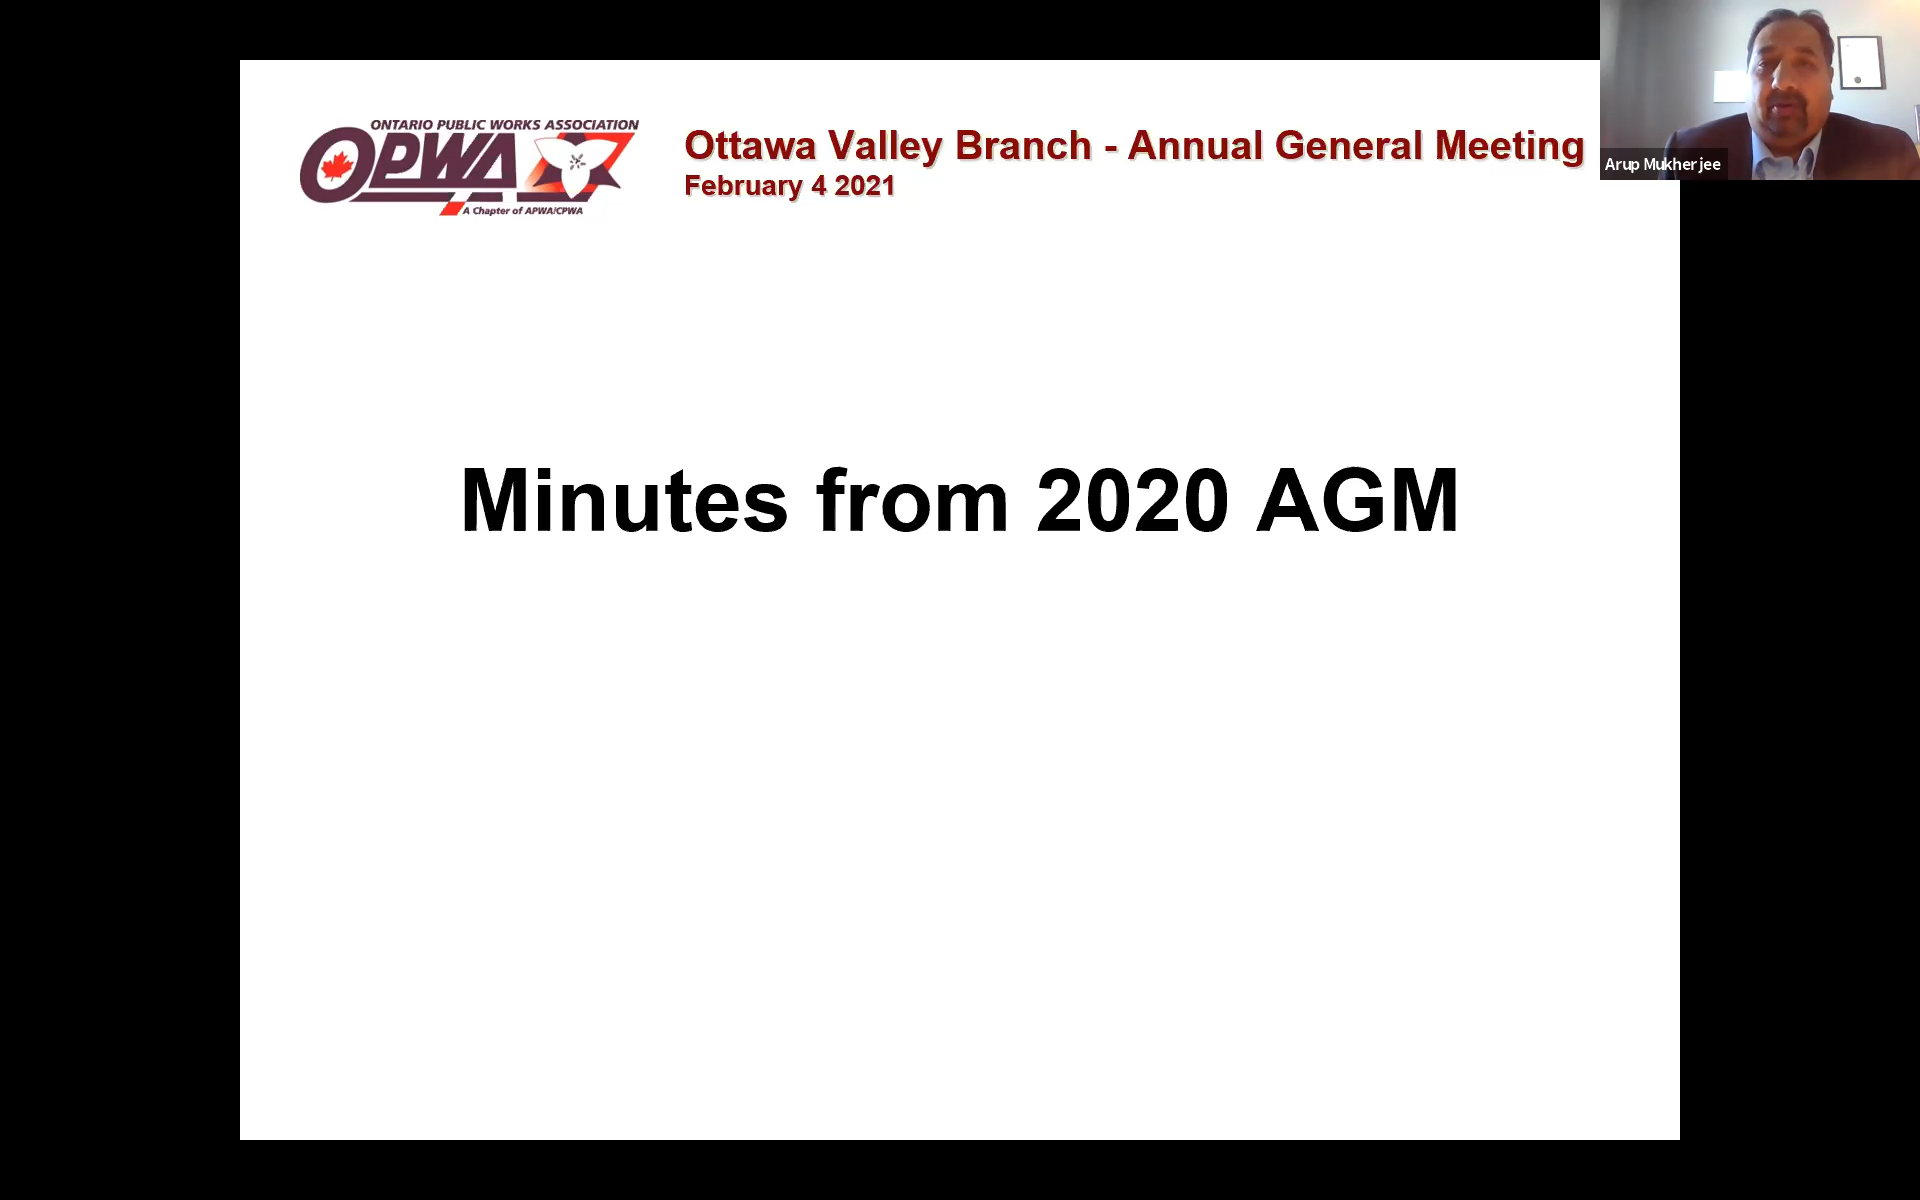 ONTARIO PUBLIC WORKS ASSOCIATION
OPWA
A Chapter of APWA/CPWA
Ottawa Valley Branch - Annual General Meeting
February 4 2021
Arup Mukherjee
Minutes from 2020 AGM